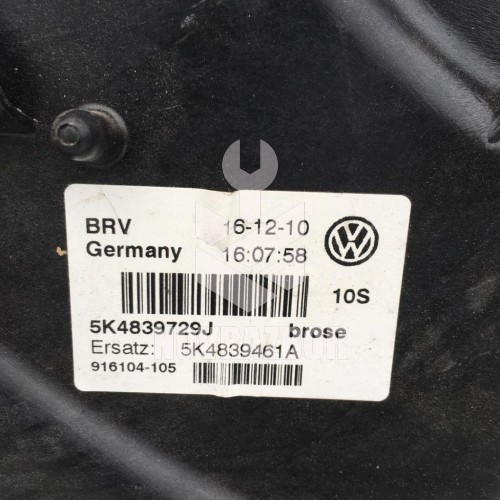 BRV 16-12-10
Germany 16:07:58
10S
5K4839729J brose
Ersatz: 5K4839461A
916104-105